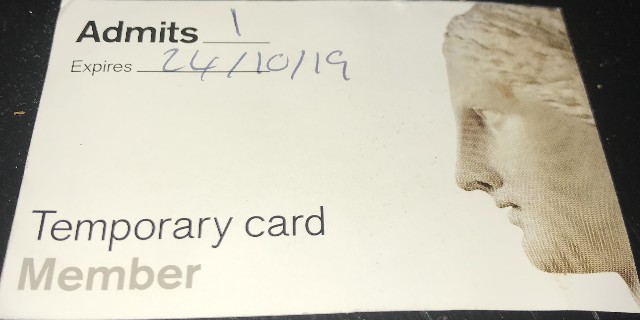 Admits 1
Expires 24/10/19
Temporary card
Member